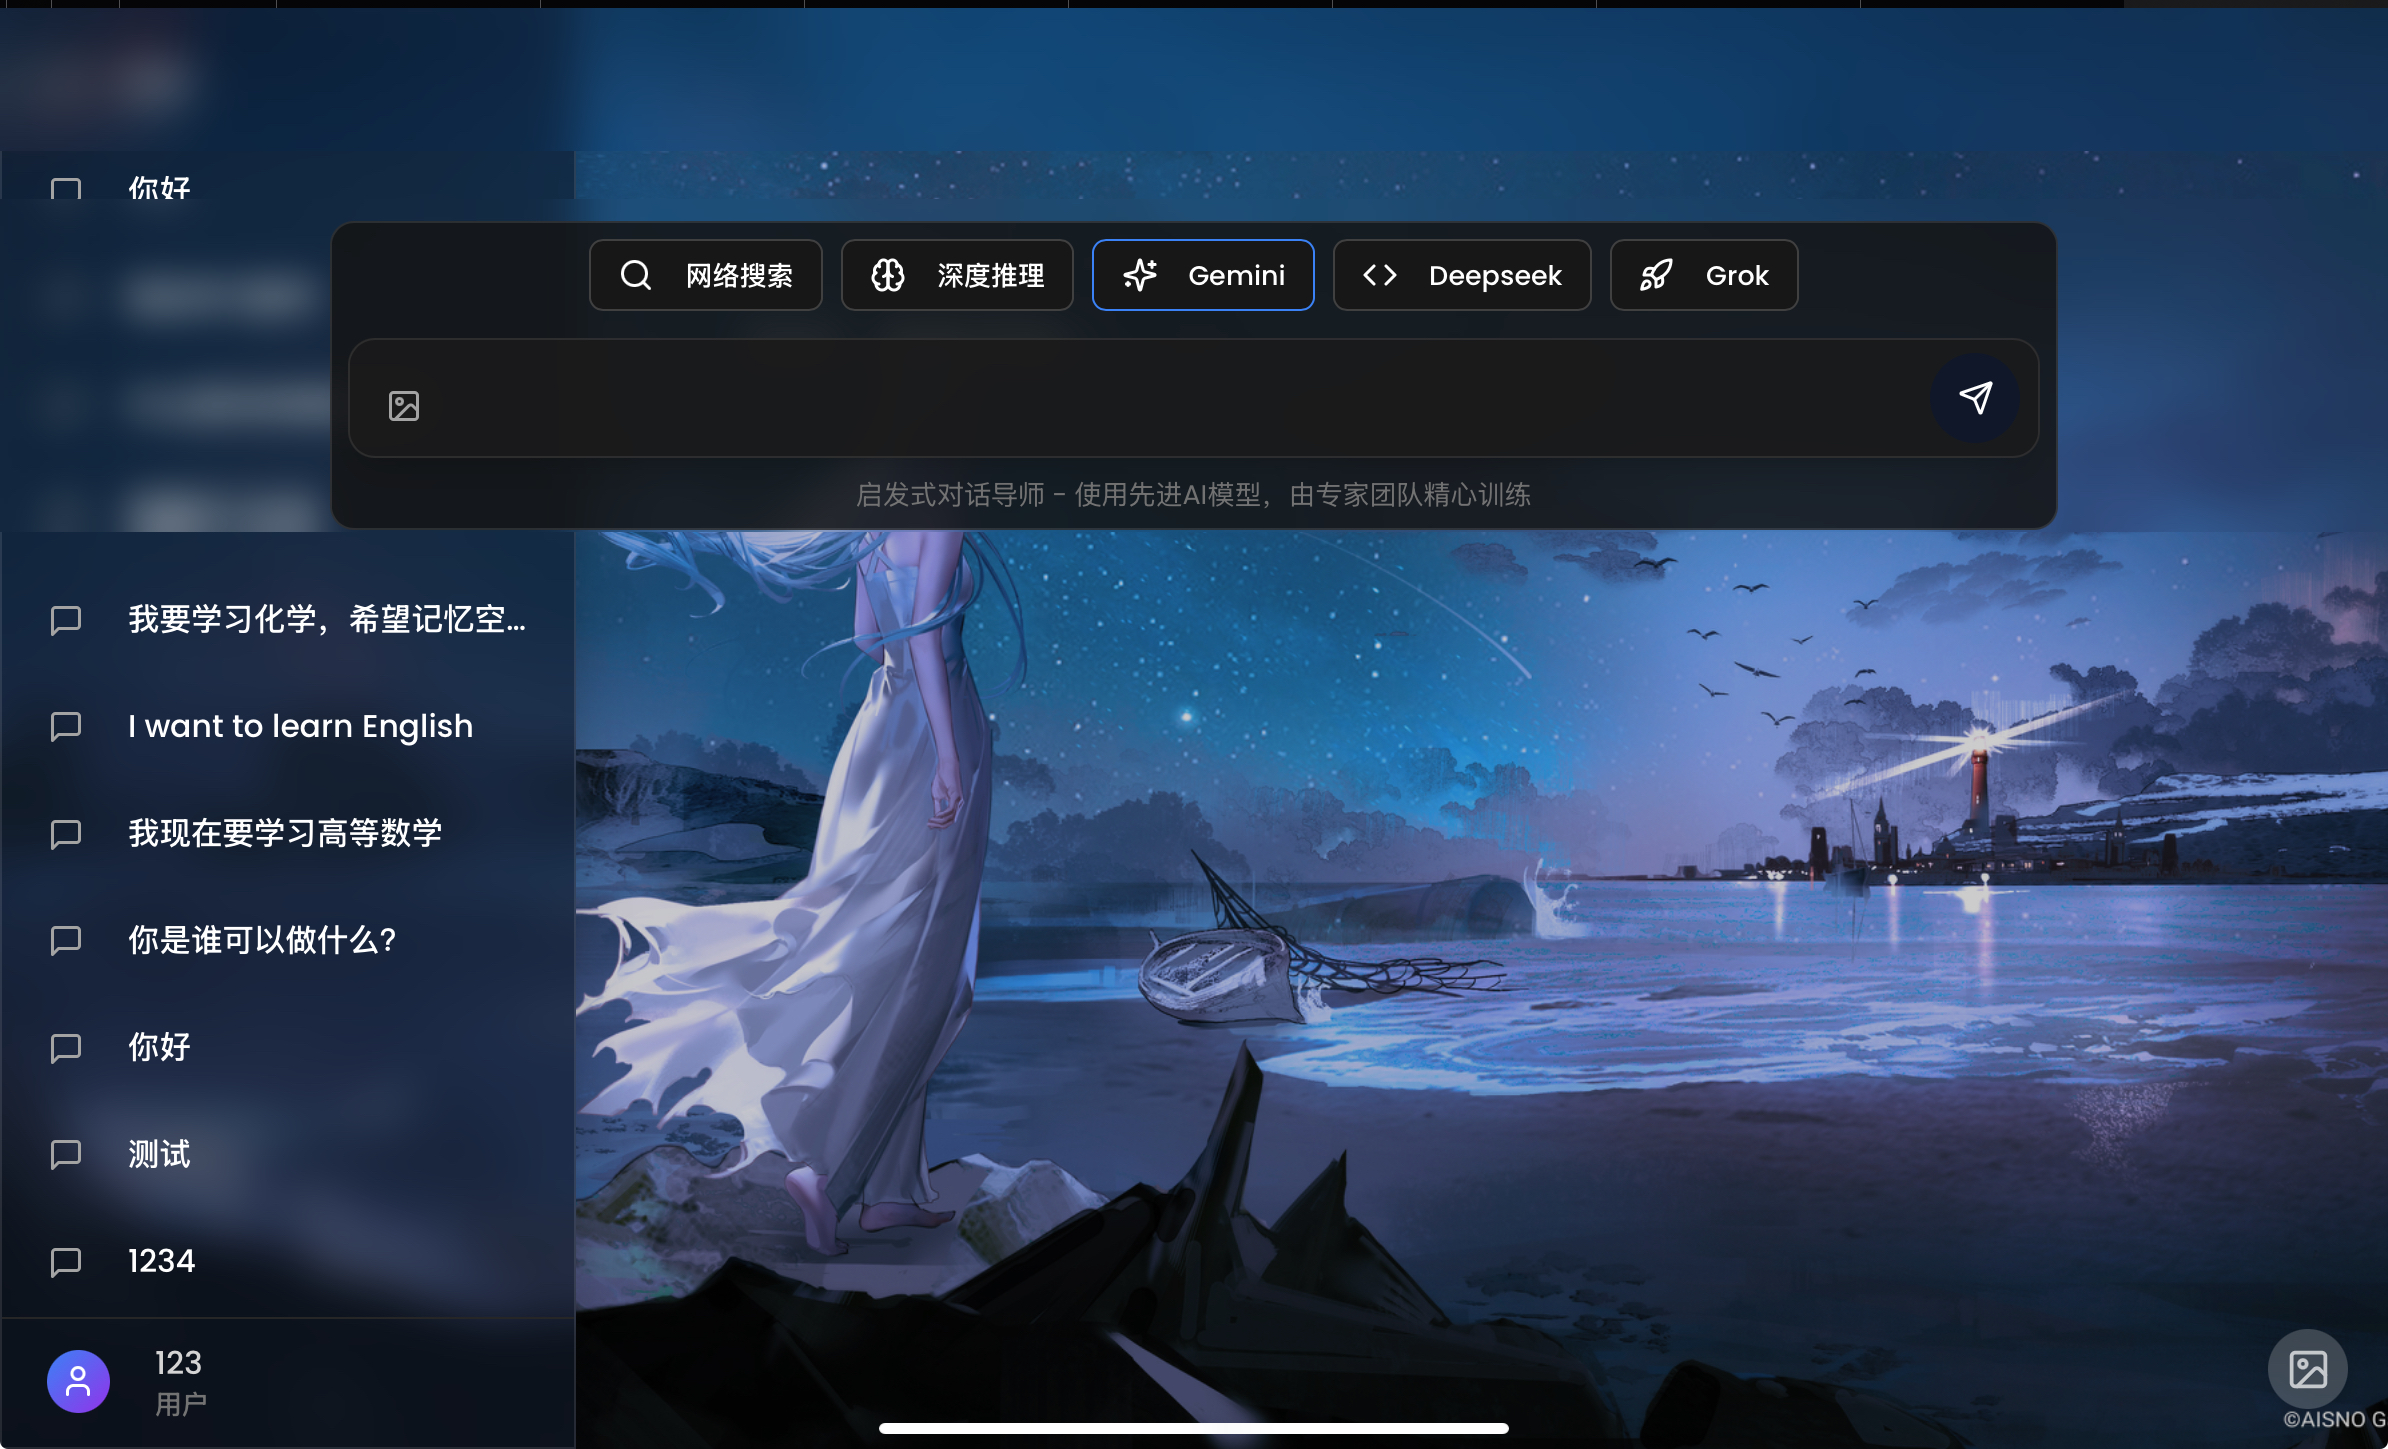 你好
网络搜索
深度推理
Gemini
Deepseek
Grok
启发式对话导师 - 使用先进AI模型，由专家团队精心训练
我要学习化学，希望记忆空...
I want to learn English
我现在要学习高等数学
你是谁可以做什么?
你好
测试
1234
123
用户
©AISNO G